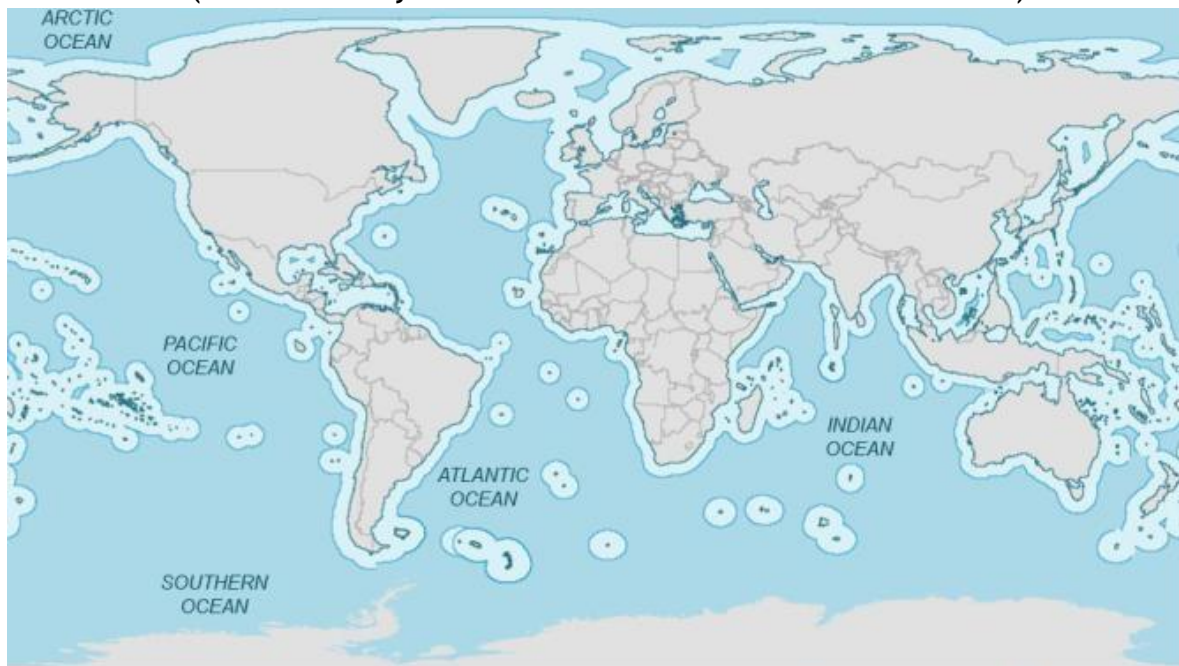 ARCTIC
OCEAN
PACIFIC
OCEAN
INDIAN
OCEAN
ATLANTIC
OCEAN
SOUTHERN
OCEAN